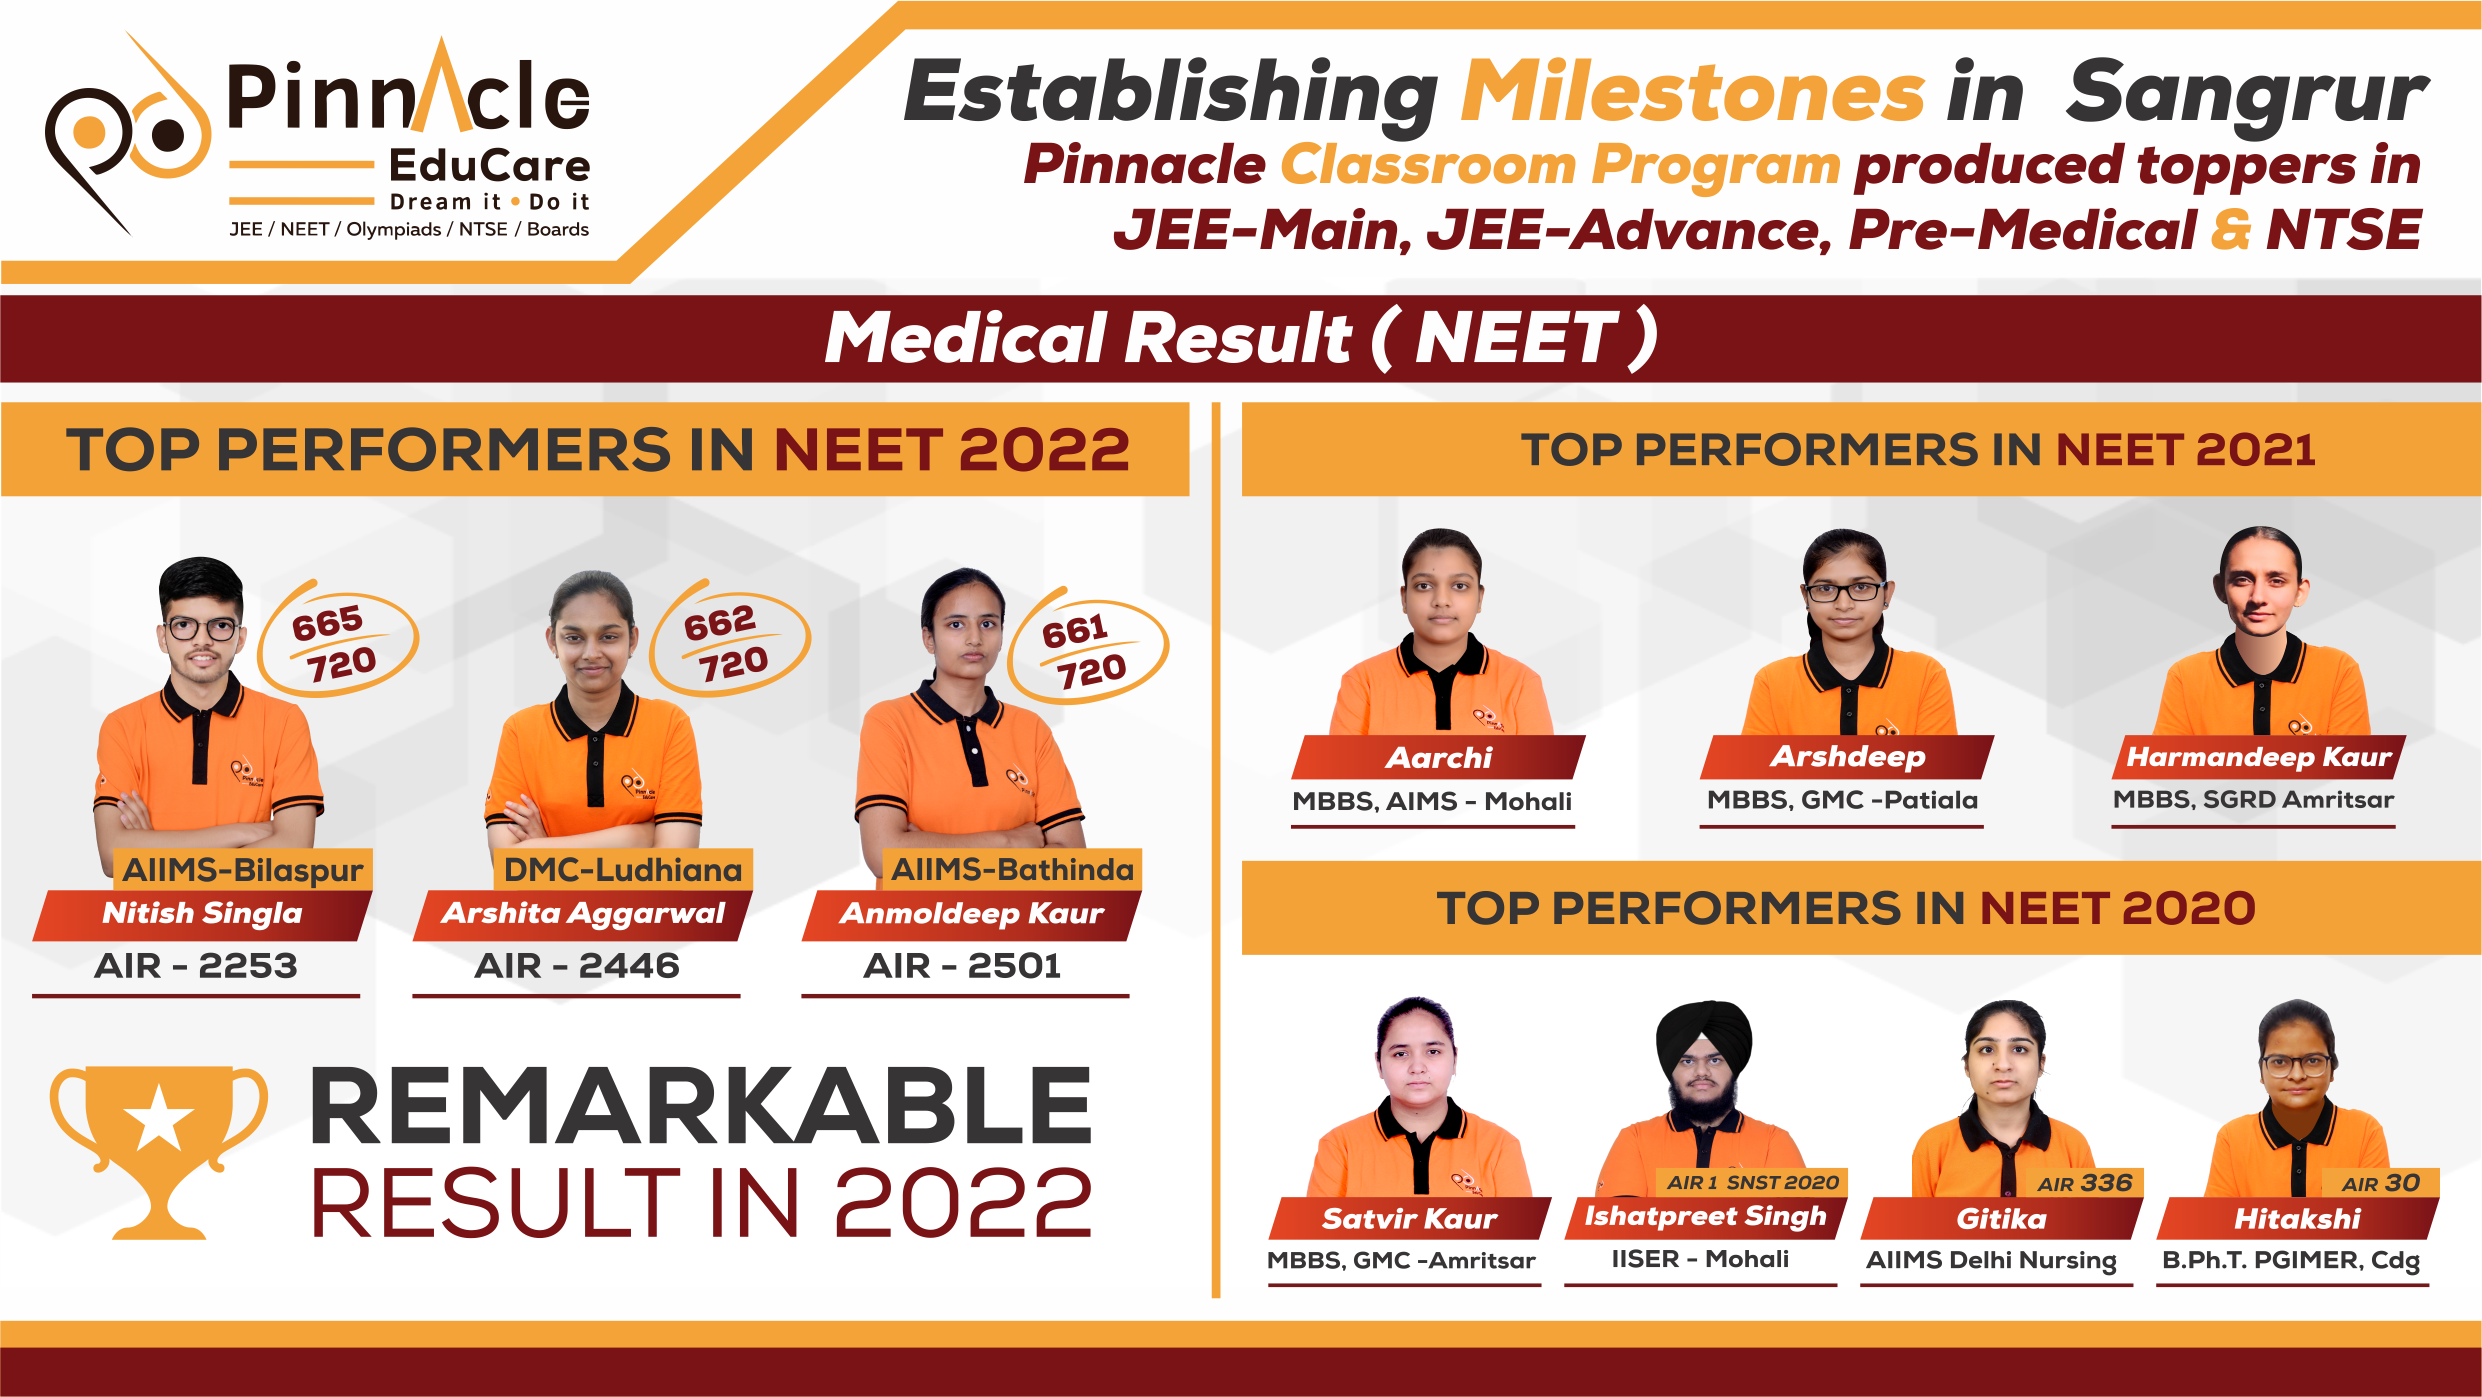 PinnAcle
EduCare
Dream it • Do it
JEE / NEET / Olympiads / NTSE / Boards
Establishing Milestones in Sangrur
Pinnacle Classroom Program produced toppers in
JEE-Main, JEE-Advance, Pre-Medical & NTSE
Medical Result ( NEET )
TOP PERFORMERS IN NEET 2022
665
720
AIIMS-Bilaspur
Nitish Singla
AIR - 2253
662
720
DMC-Ludhiana
Arshita Aggarwal
AIR - 2446
661
720
AIIMS-Bathinda
Anmoldeep Kaur
AIR - 2501
REMARKABLE
RESULT IN 2022
TOP PERFORMERS IN NEET 2021
Aarchi
MBBS, AIMS - Mohali
Arshdeep
MBBS, GMC -Patiala
Harmandeep Kaur
MBBS, SGRD Amritsar
TOP PERFORMERS IN NEET 2020
Satvir Kaur
MBBS, GMC -Amritsar
AIR 1 SNST 2020
Ishatpreet Singh
IISER - Mohali
AIR 336
Gitika
AIIMS Delhi Nursing
AIR 30
Hitakshi
B.Ph.T. PGIMER, Cdg